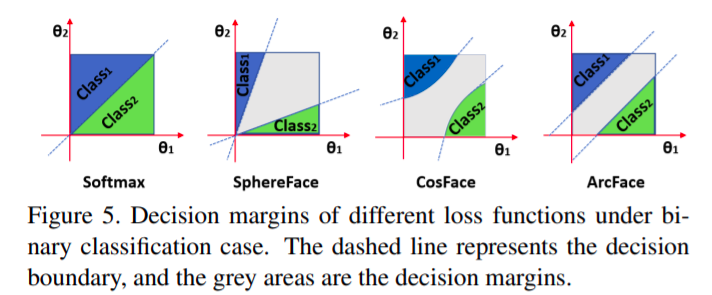 θ2 θ2 θ2 θ2
Class1 Class1 Class1 Class1
Class2 Class2 Class2 Class2
θ1 θ1 θ1 θ1
Softmax SphereFace CosFace ArcFace
Figure 5. Decision margins of different loss functions under bi-
nary classification case. The dashed line represents the decision
boundary, and the grey areas are the decision margins.